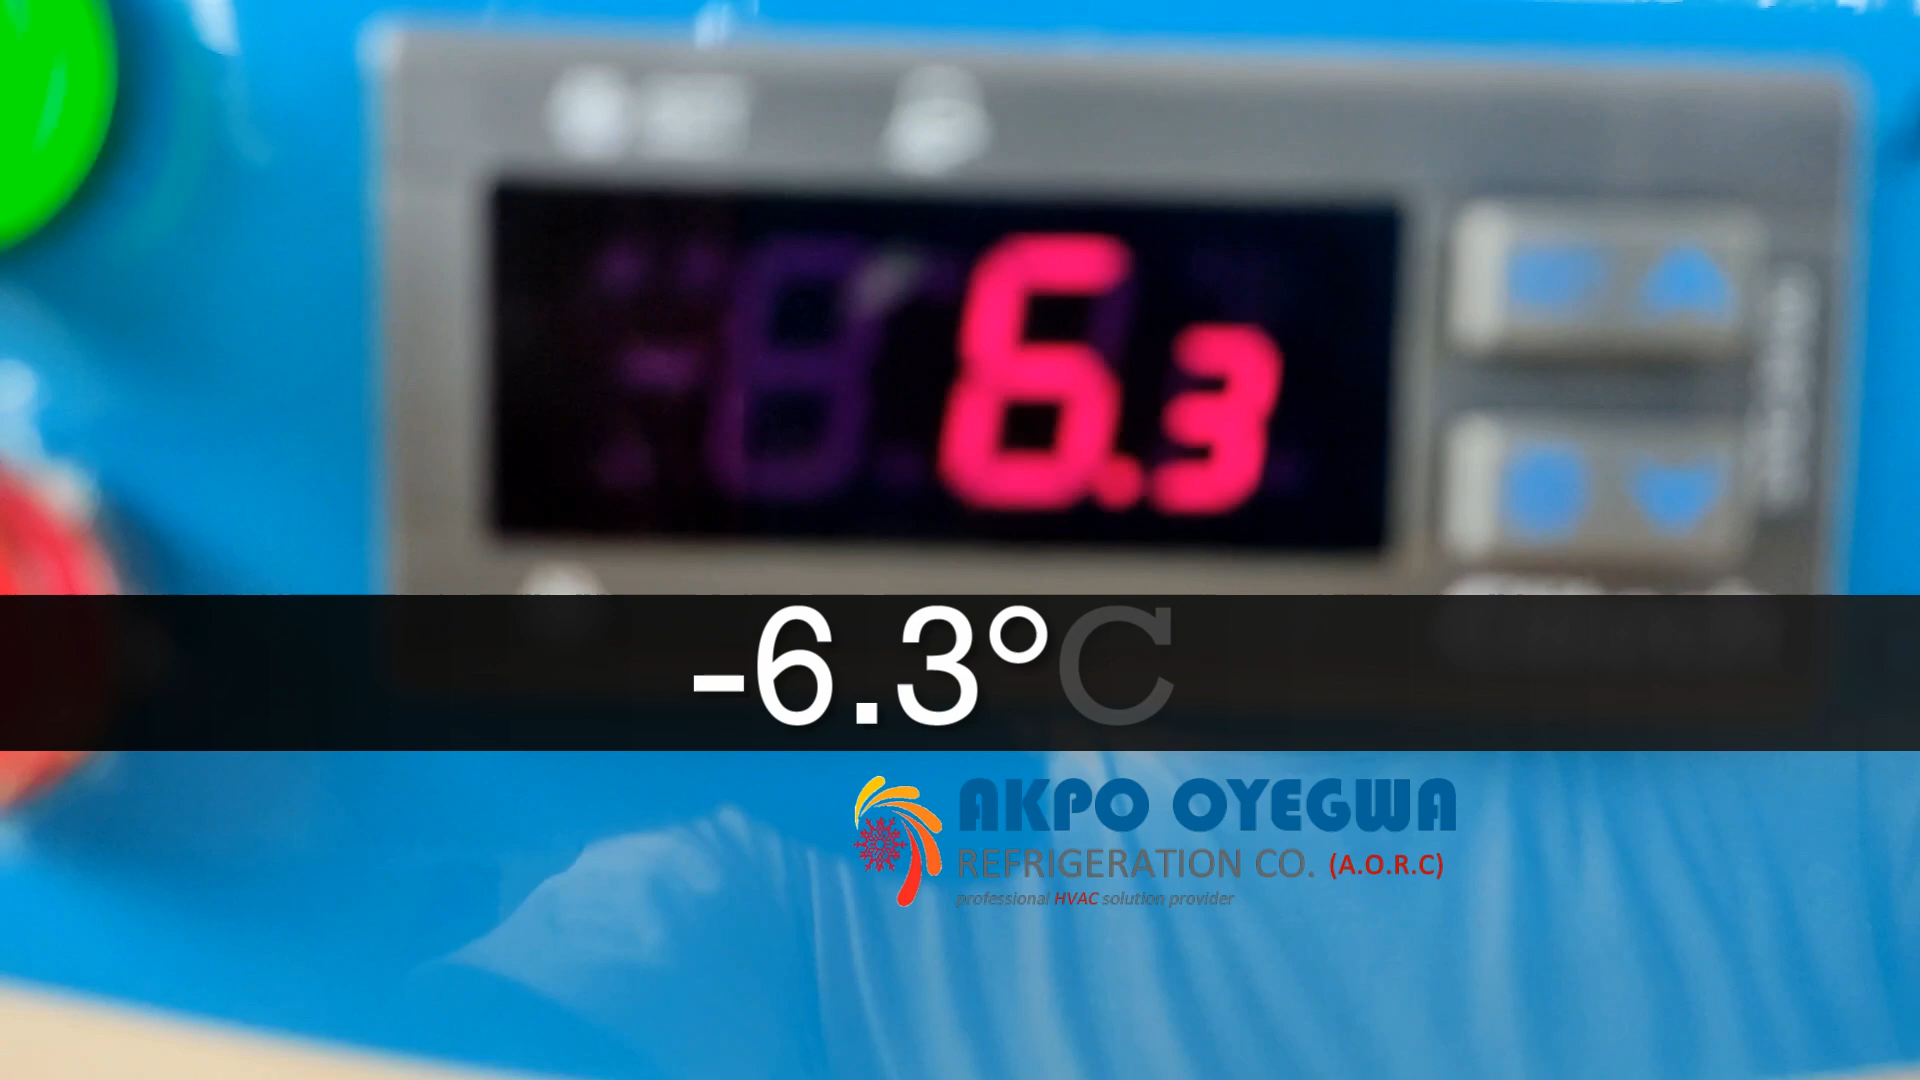 6.3
-6.3°C
AKPO OYEGWA
REFRIGERATION CO. (A.O.R.C)
professional HVAC solution provider